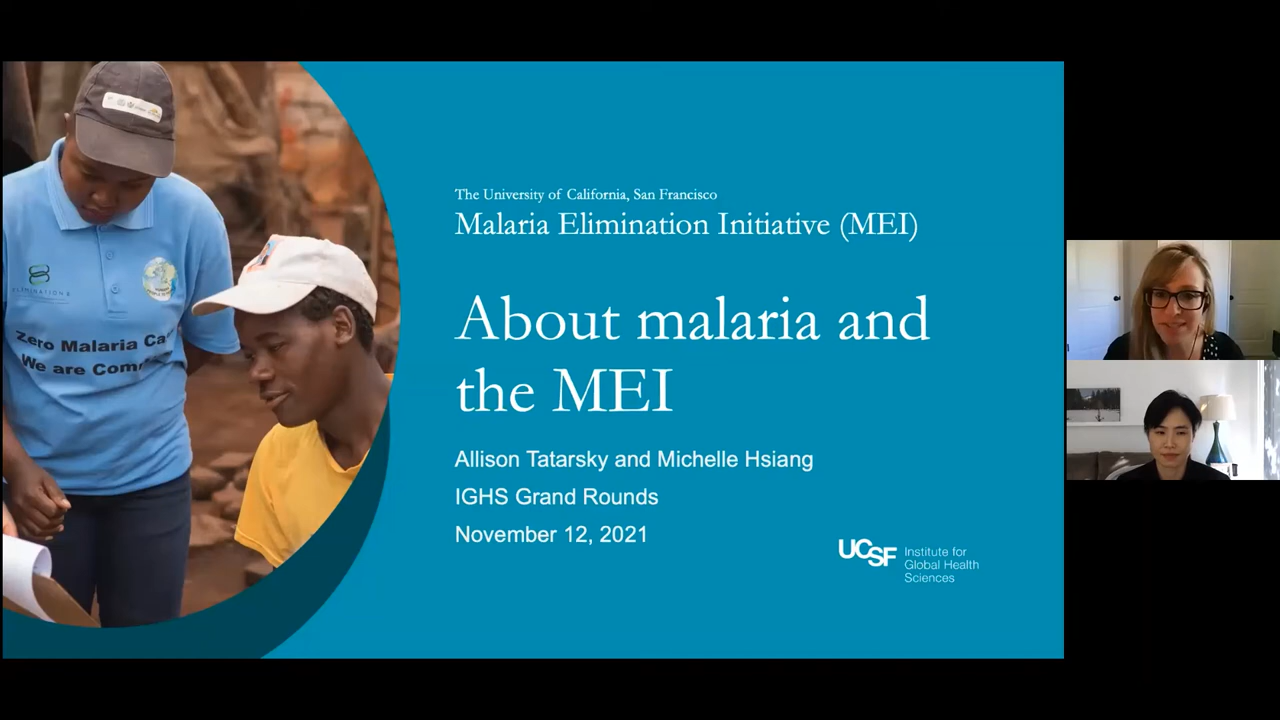 The University of California, San Francisco
Malaria Elimination Initiative (MEI)
About malaria and
the MEI
Allison Tatarsky and Michelle Hsiang
IGHS Grand Rounds
November 12, 2021
UCSF
Institute for
Global Health
Sciences
Zero Malaria
We are